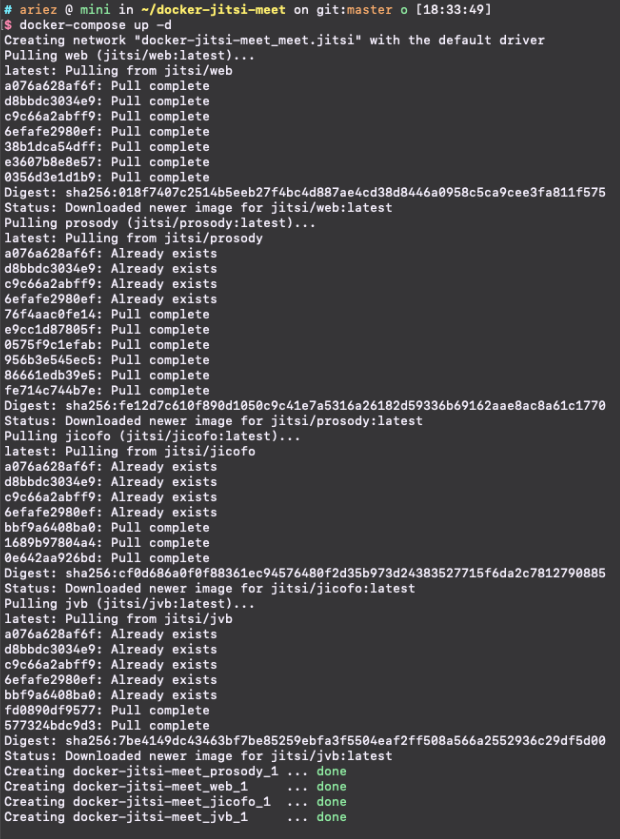 # ariez @ mini in ~/docker-jitsi-meet on git:master o [18:33:49]
$ docker-compose up -d
Creating network "docker-jitsi-meet_meet.jitsi" with the default driver
Pulling web (jitsi/web:latest)...
latest: Pulling from jitsi/web
a076a628af6f: Pull complete
d8bbdc3034e9: Pull complete
c9c66a2abff9: Pull complete
6efafe2980ef: Pull complete
38b1dca54dff: Pull complete
e3607b8e8e57: Pull complete
0356d3e1d1b9: Pull complete
Digest: sha256:018f7407c2514b5eeb27f4bc4d887ae4cd38d8446a0958c5ca9cee3fa811f575
Status: Downloaded newer image for jitsi/web:latest
Pulling prosody (jitsi/prosody:latest)...
latest: Pulling from jitsi/prosody
a076a628af6f: Already exists
d8bbdc3034e9: Already exists
c9c66a2abff9: Already exists
6efafe2980ef: Already exists
76f4aac0fe14: Pull complete
e9cc1d87805f: Pull complete
0575f9c1efab: Pull complete
956b3e545ec5: Pull complete
86661edb39e5: Pull complete
fe714c744b7e: Pull complete
Digest: sha256:fe12d7c610f890d1050c9c41e7a5316a26182d59336b69162aae8ac8a61c1770
Status: Downloaded newer image for jitsi/prosody:latest
Pulling jicofo (jitsi/jicofo:latest)...
latest: Pulling from jitsi/jicofo
a076a628af6f: Already exists
d8bbdc3034e9: Already exists
c9c66a2abff9: Already exists
6efafe2980ef: Already exists
bbf9a6408ba0: Pull complete
1689b97804a4: Pull complete
0e642aa926bd: Pull complete
Digest: sha256:cf0d686a0f0f88361ec94576480f2d35b973d24383527715f6da2c7812790885
Status: Downloaded newer image for jitsi/jicofo:latest
Pulling jvb (jitsi/jvb:latest)...
latest: Pulling from jitsi/jvb
a076a628af6f: Already exists
d8bbdc3034e9: Already exists
c9c66a2abff9: Already exists
6efafe2980ef: Already exists
bbf9a6408ba0: Already exists
fd0890df9577: Pull complete
577324bdc9d3: Pull complete
Digest: sha256:7be4149dc43463bf7be85259ebfa3f5504eaf2ff508a566a2552936c29df5d00
Status: Downloaded newer image for jitsi/jvb:latest
Creating docker-jitsi-meet_prosody_1 ... done
Creating docker-jitsi-meet_web_1 ... done
Creating docker-jitsi-meet_jicofo_1 ... done
Creating docker-jitsi-meet_jvb_1 ... done